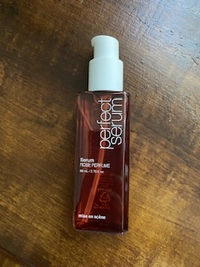 perfect
serum
Serum
ROSE PERFUME
mise en scène